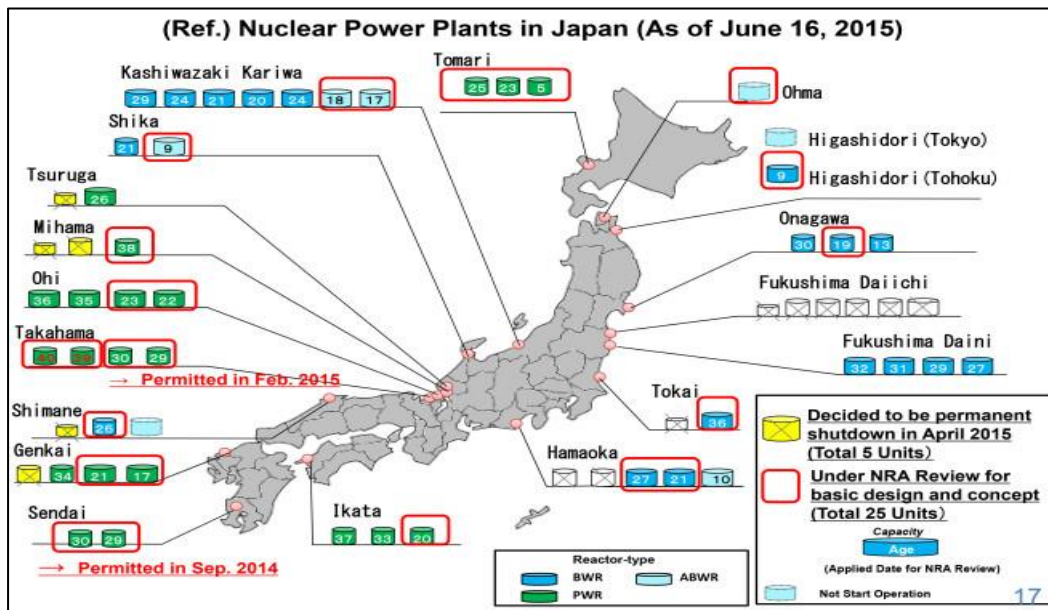 (Ref.) Nuclear Power Plants in Japan (As of June 16, 2015)
Kashiwazaki Kariwa
29 24 21 20 24 18 17
Tomari
25 23 5
Ohma
Shika
21 9
Higashidori(Tokyo)
9 Higashidori(Tohoku)
Tsuruga
26
Onagawa
30 19 13
Mihama
38
Ohi
36 35 23 22
Fukushima Daiichi
Takahama
30 29
→ Permitted in Feb. 2015
Fukushima Daini
32 31 29 27
Shimane
26
Tokai
36
Genkai
34 21 17
Hamaoka
27 21 10
Sendai
30 29
→ Permitted in Sep. 2014
Ikata
37 33 20
Reactor-type
BWR ABWR
PWR
Decided to be permanent
shutdown in April 2015
(Total 5 Units)
Under NRA Review for
basic design and concept
(Total 25 Units)
Capacity
Age
(Applied Date for NRA Review)
Not Start Operation
17